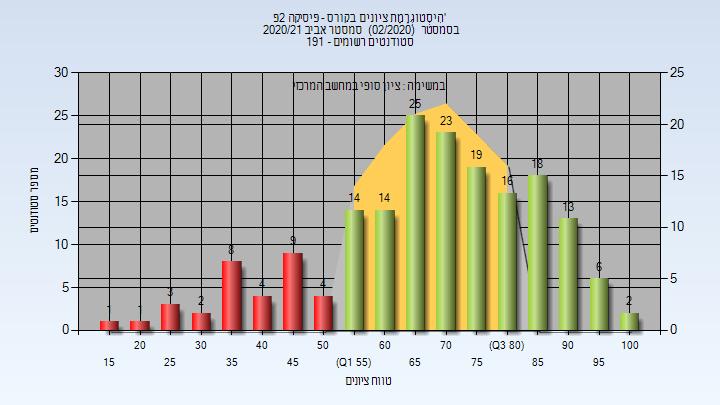 היסטוגרמת ציונים בקורס - פיסיקה 2פ'
בסמסטר (02/2020) סמסטר אביב 2020/21
סטודנטים רשומים - 191
במשימה : ציון סופי במחשב המרכזי
מספר סטודנטים
30 25 20 15 10 5 0
1 1 3 2 8 4 9 4 14 14 25 23 19 16 18 13 6 2
25 20 15 10 5 0
20 30 40 50 60 70 (Q3 80) 90 100
15 25 35 45 (Q1 55) 65 75 85 95
טווח ציונים